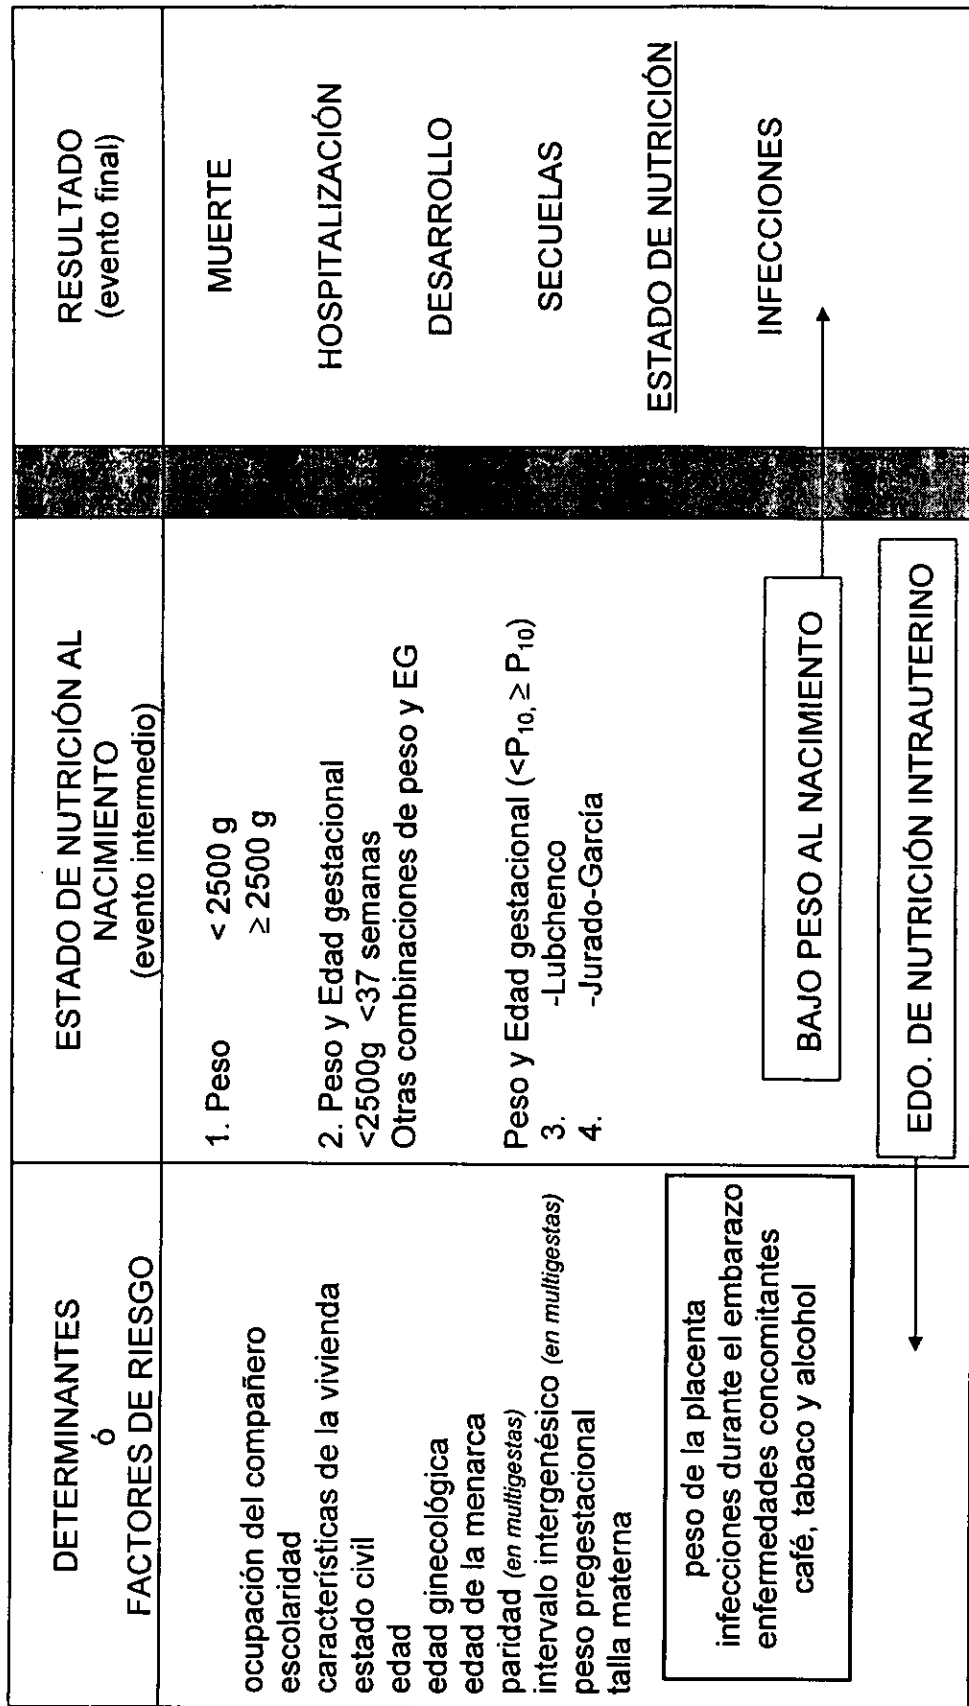 DETERMINANTES
ó
FACTORES DE RIESGO
ocupación del compañero
escolaridad
características de la vivienda
estado civil
edad
edad ginecológica
edad de la menarca
paridad (en multigestas)
intervalo intergenésico (en multigestas)
peso pregestacional
talla materna
peso de la placenta
infecciones durante el embarazo
enfermedades concomitantes
café, tabaco y alcohol
ESTADO DE NUTRICIÓN AL
NACIMIENTO
(evento intermedio)
1. Peso < 2500 g
≥ 2500 g
2. Peso y Edad gestacional
<2500g <37 semanas
Otras combinaciones de peso y EG
Peso y Edad gestacional (<P10, ≥ P10)
3. -Lubchenco
4. -Jurado-García
BAJO PESO AL NACIMIENTO
EDO. DE NUTRICIÓN INTRAUTERINO
RESULTADO
(evento final)
MUERTE
HOSPITALIZACIÓN
DESARROLLO
SECUELAS
ESTADO DE NUTRICIÓN
INFECCIONES